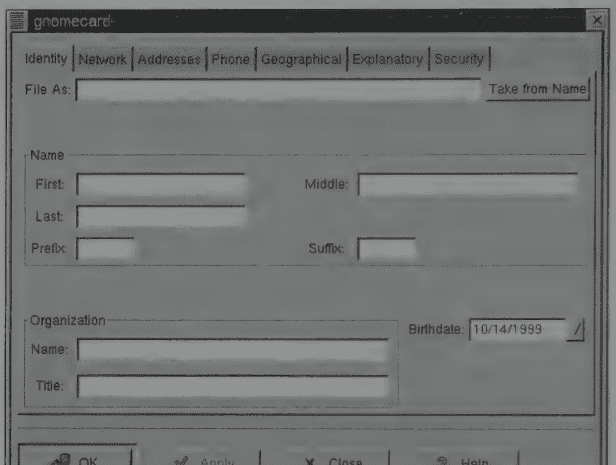 gnomecard
Identity Network Addresses Phone Geographical Explanatory Security
File As: Take from Name
Name
First: Middle:
Last:
Prefix: Suffix:
Organization
Birthdate: 10/14/1999
Name:
Title:
OK Apply Close Help